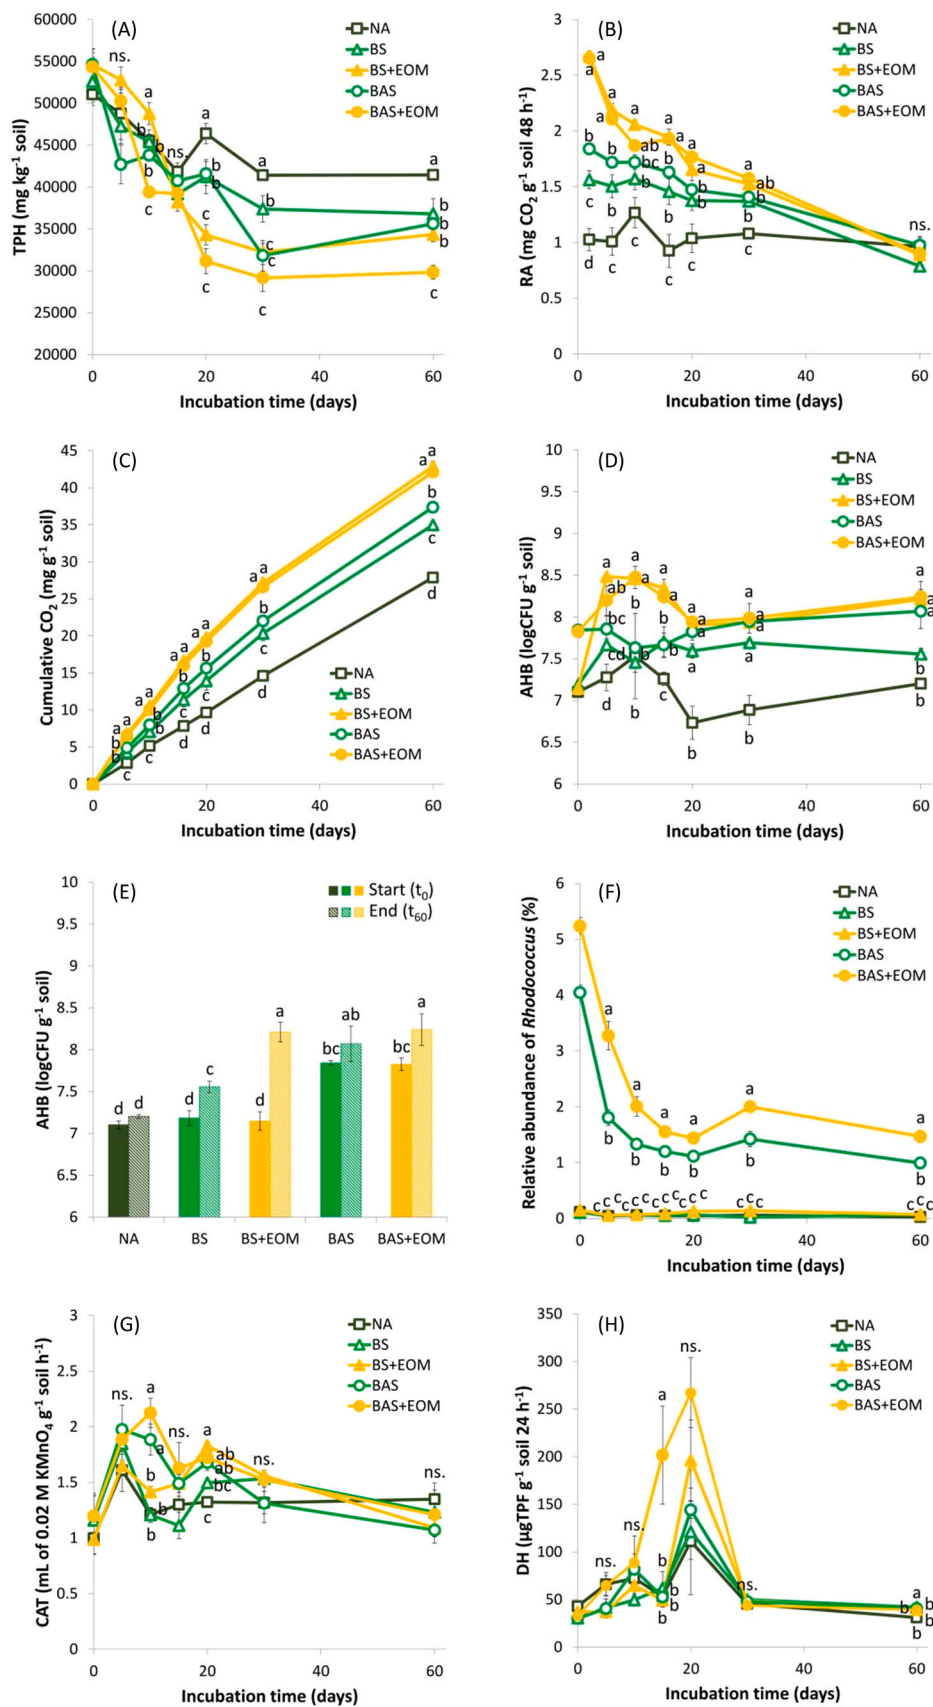 (A)
NA
BS
BS+EOM
BAS
BAS+EOM
TPH (mg kg⁻¹ soil)
60000
55000
50000
45000
40000
35000
30000
25000
20000
ns.
a
b
b
b
c
ns.
a
b
b
c
c
a
b
c
c
c
a
b
b
b
c
0 20 40 60
Incubation time (days)
(B)
NA
BS
BS+EOM
BAS
BAS+EOM
RA (mg CO₂ g⁻¹ soil 48 h⁻¹)
3
2.5
2
1.5
1
0.5
0
a
a
b
c
d
a
a
b
b
c
a
ab
bc
b
c
a
a
b
b
c
a
a
b
b
c
a
ab
b
b
c
ns.
0 20 40 60
Incubation time (days)
(C)
Cumulative CO₂ (mg g⁻¹ soil)
45
40
35
30
25
20
15
10
5
0
a
a
b
b
c
a
a
b
b
c
a
a
b
c
d
a
a
b
c
d
a
a
b
c
d
a a
b
c
d
NA
BS
BS+EOM
BAS
BAS+EOM
0 20 40 60
Incubation time (days)
(D)
NA
BS
BS+EOM
BAS
BAS+EOM
AHB (logCFU g⁻¹ soil)
10
9.5
9
8.5
8
7.5
7
6.5
6
a
ab
bc
cd
d
a
a
b
b
b
a
a
b
b
c
a
a
a
a
b
a
a
a
a
b
a
a
a
b
b
0 20 40 60
Incubation time (days)
(E)
Start (t₀)
End (t₆₀)
AHB (logCFU g⁻¹ soil)
10
9.5
9
8.5
8
7.5
7
6.5
6
d d
d c
d a
bc ab
bc a
NA BS BS+EOM BAS BAS+EOM
(F)
NA
BS
BS+EOM
BAS
BAS+EOM
Relative abundance of Rhodococcus (%)
6
5
4
3
2
1
0
a a a a a a
b b b b b b
c c c c c c c c c c c c c c c c c c
0 20 40 60
Incubation time (days)
(G)
NA
BS
BS+EOM
BAS
BAS+EOM
CAT (mL of 0.02 M KMnO₄ g⁻¹ soil h⁻¹)
3
2.5
2
1.5
1
0.5
0
ns.
a
a
b
b
b
ns.
a
ab
ab
bc
c
ns.
ns.
0 20 40 60
Incubation time (days)
(H)
NA
BS
BS+EOM
BAS
BAS+EOM
DH (µgTPF g⁻¹ soil 24 h⁻¹)
350
300
250
200
150
100
50
0
ns.
ns.
a
b
b
b
b
ns.
ns.
a
b
b
b
b
0 20 40 60
Incubation time (days)